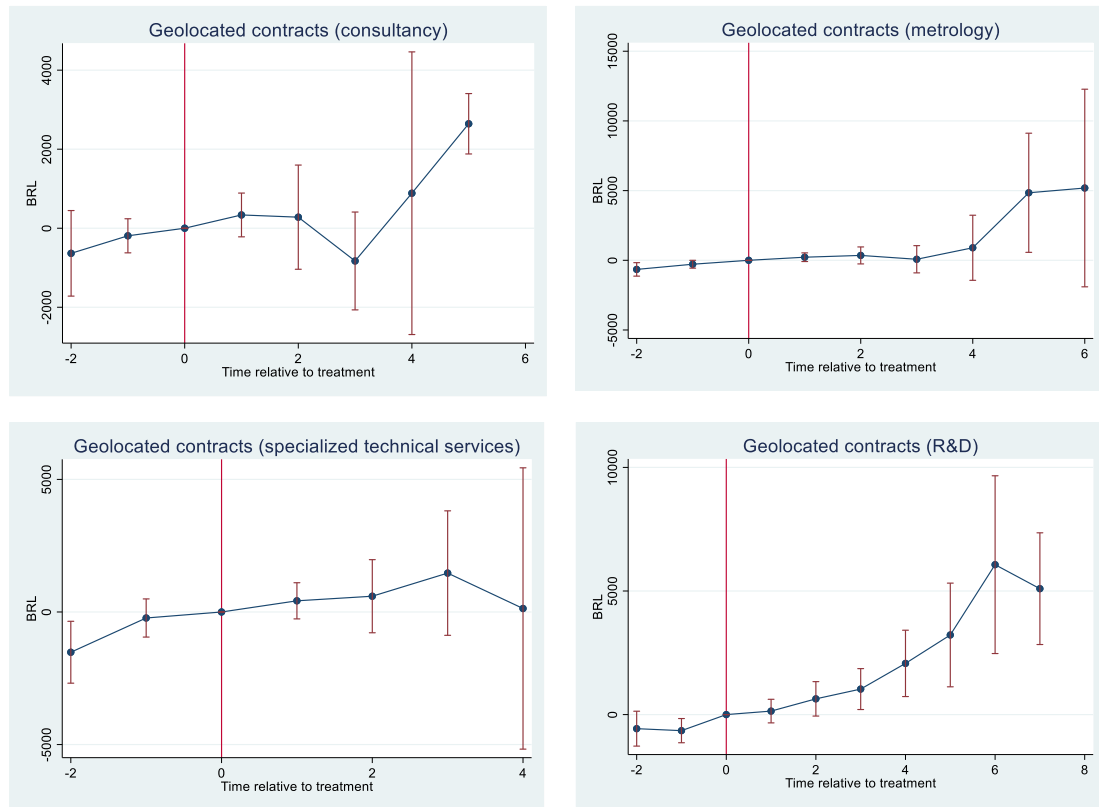 Geolocated contracts (consultancy)
BRL
4000
2000
0
-2000
-2 0 2 4 6
Time relative to treatment
Geolocated contracts (metrology)
BRL
15000
10000
5000
0
-5000
-2 0 2 4 6
Time relative to treatment
Geolocated contracts (specialized technical services)
BRL
5000
0
-5000
-2 0 2 4
Time relative to treatment
Geolocated contracts (R&D)
BRL
10000
5000
0
-2 0 2 4 6 8
Time relative to treatment